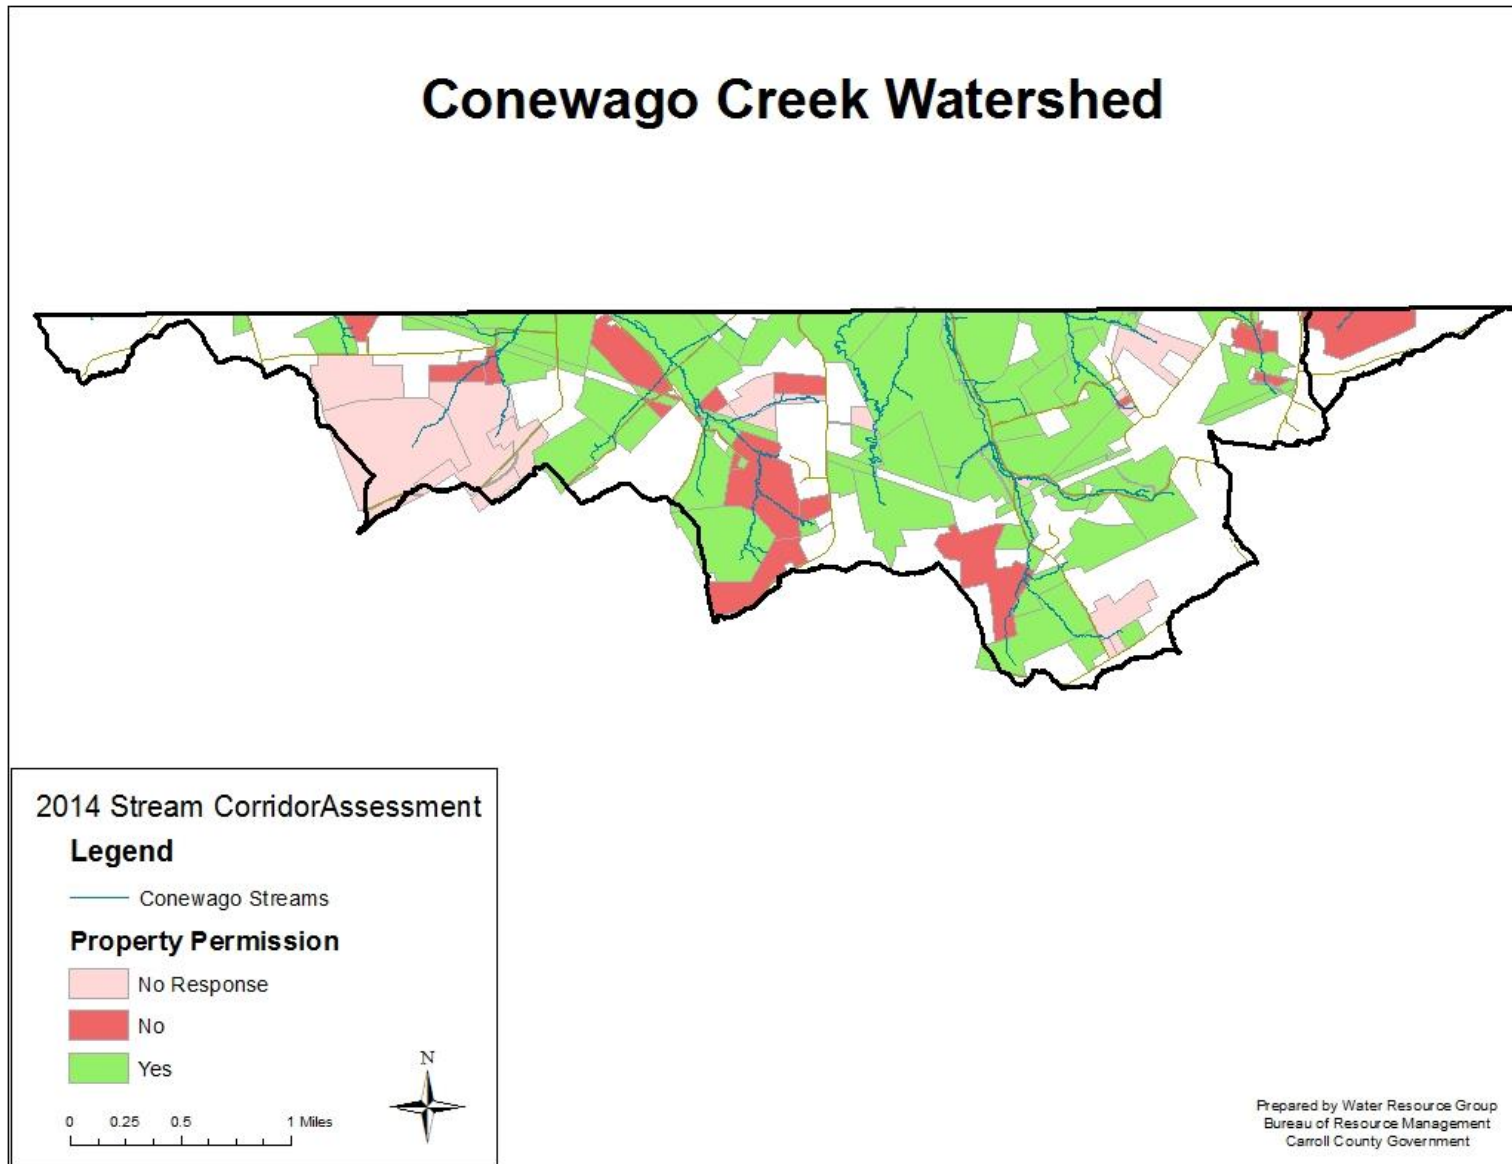 Conewago Creek Watershed
2014 Stream CorridorAssessment
Legend
Conewago Streams
Property Permission
No Response
No
Yes
N
0 0.25 0.5 1 Miles
Prepared by Water Resource Group
Bureau of Resource Management
Carroll County Government